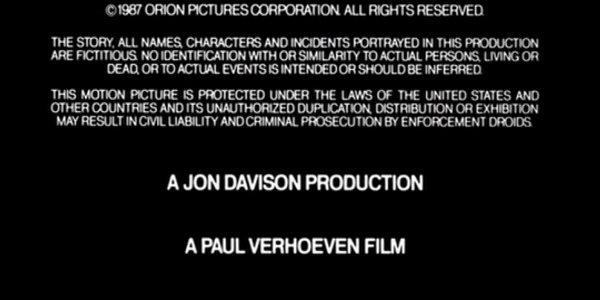 ©1987 ORION PICTURES CORPORATION. ALL RIGHTS RESERVED.
THE STORY, ALL NAMES, CHARACTERS AND INCIDENTS PORTRAYED IN THIS PRODUCTION
ARE FICTITIOUS. NO IDENTIFICATION WITH OR SIMILARITY TO ACTUAL PERSONS, LIVING OR
DEAD, OR TO ACTUAL EVENTS IS INTENDED OR SHOULD BE INFERRED.
THIS MOTION PICTURE IS PROTECTED UNDER THE LAWS OF THE UNITED STATES AND
OTHER COUNTRIES AND ITS UNAUTHORIZED DUPLICATION, DISTRIBUTION OR EXHIBITION
MAY RESULT IN CIVIL LIABILITY AND CRIMINAL PROSECUTION BY ENFORCEMENT DROIDS.
A JON DAVISON PRODUCTION
A PAUL VERHOEVEN FILM